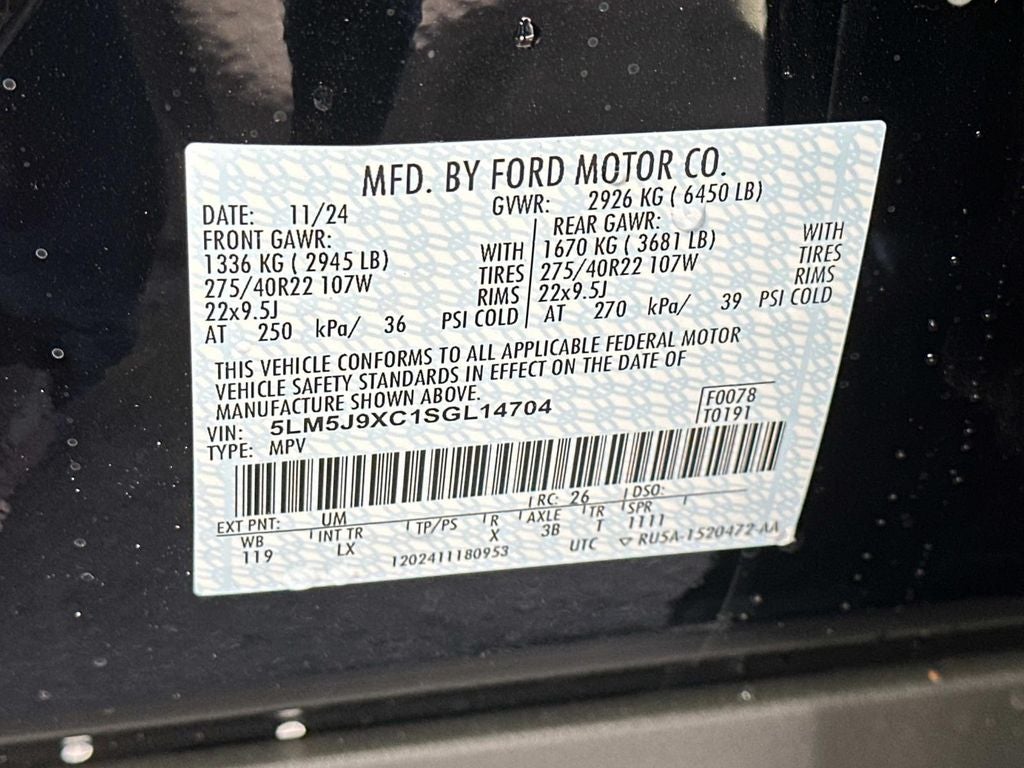 MFD. BY FORD MOTOR CO.
DATE: 11/24 GVWR: 2926 KG ( 6450 LB)
FRONT GAWR: REAR GAWR:
1336 KG ( 2945 LB) WITH 1670 KG ( 3681 LB) WITH
275/40R22 107W TIRES 275/40R22 107W TIRES
22x9.5J RIMS 22x9.5J RIMS
AT 250 kPa/ 36 PSI COLD AT 270 kPa/ 39 PSI COLD
THIS VEHICLE CONFORMS TO ALL APPLICABLE FEDERAL MOTOR
VEHICLE SAFETY STANDARDS IN EFFECT ON THE DATE OF
MANUFACTURE SHOWN ABOVE.
VIN: 5LM5J9XC1SGL14704 F0078
TYPE: MPV T0191
EXT PNT: UM RC: 26 DSO:
WB INT TR TP/PS R AXLE TR SPR
119 LX X 3B T 1111
1202411180953 UTC ▽ RUSA-1520472-AA